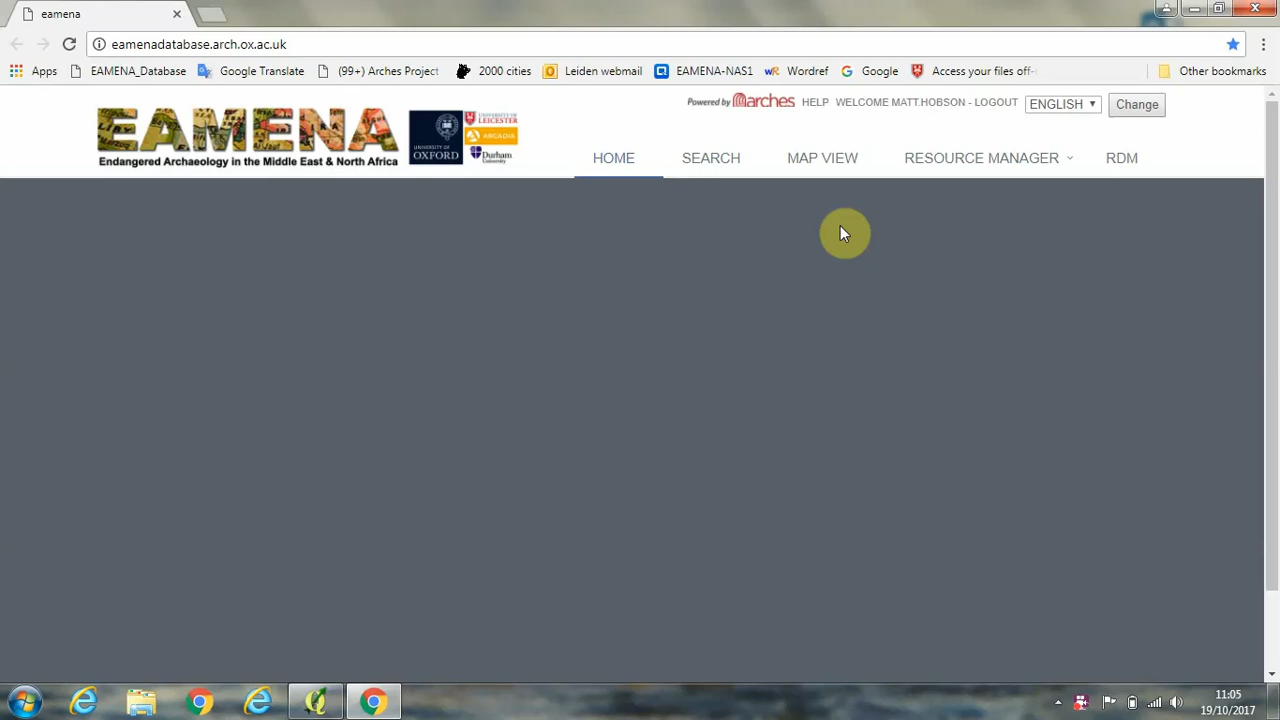 eamena
eamenadatabase.arch.ox.ac.uk
Apps EAMENA_Database Google Translate (99+) Arches Project 2000 cities Leiden webmail EAMENA-NAS1 Wordref Google Access your files off- Other bookmarks
Powered by arches HELP WELCOME MATT.HOBSON - LOGOUT ENGLISH Change
EAMENA
Endangered Archaeology in the Middle East & North Africa
UNIVERSITY OF OXFORD
UNIVERSITY OF LEICESTER
ARCADIA
Durham University
HOME SEARCH MAP VIEW RESOURCE MANAGER RDM
11:05
19/10/2017